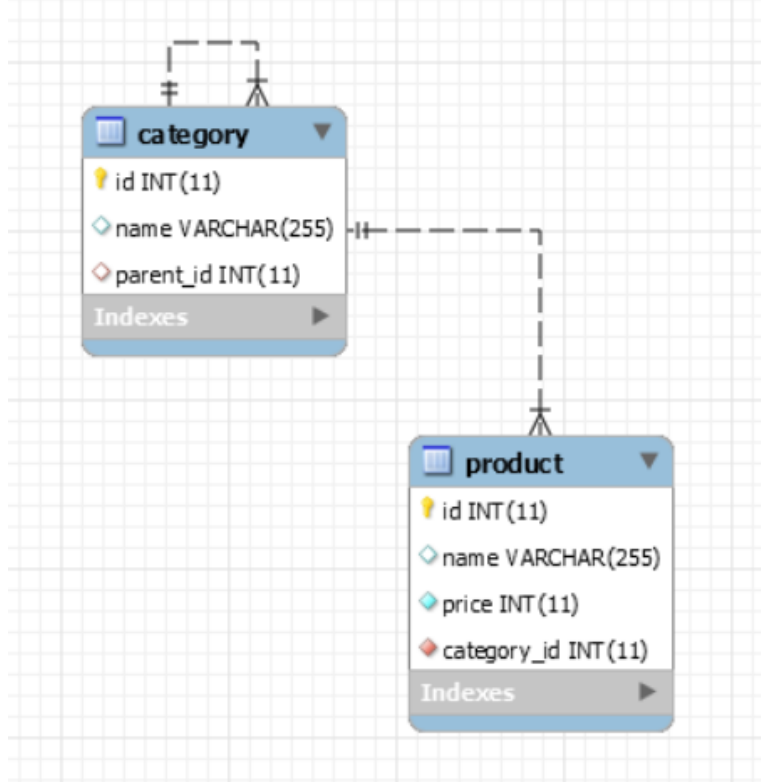 category
id INT(11)
name VARCHAR(255)
parent_id INT(11)
Indexes
product
id INT(11)
name VARCHAR(255)
price INT(11)
category_id INT(11)
Indexes